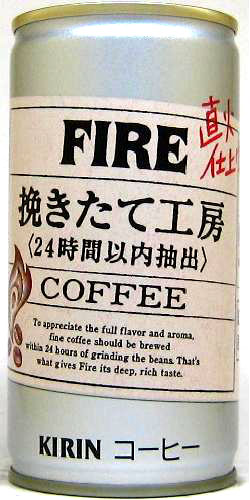 直火
仕上げ
FIRE
挽きたて工房
〈24時間以内抽出〉
COFFEE
To appreciate the full flavor and aroma,
fine coffee should be brewed
within 24 hours of grinding the beans. That's
what gives Fire its deep, rich taste.
KIRIN コーヒー